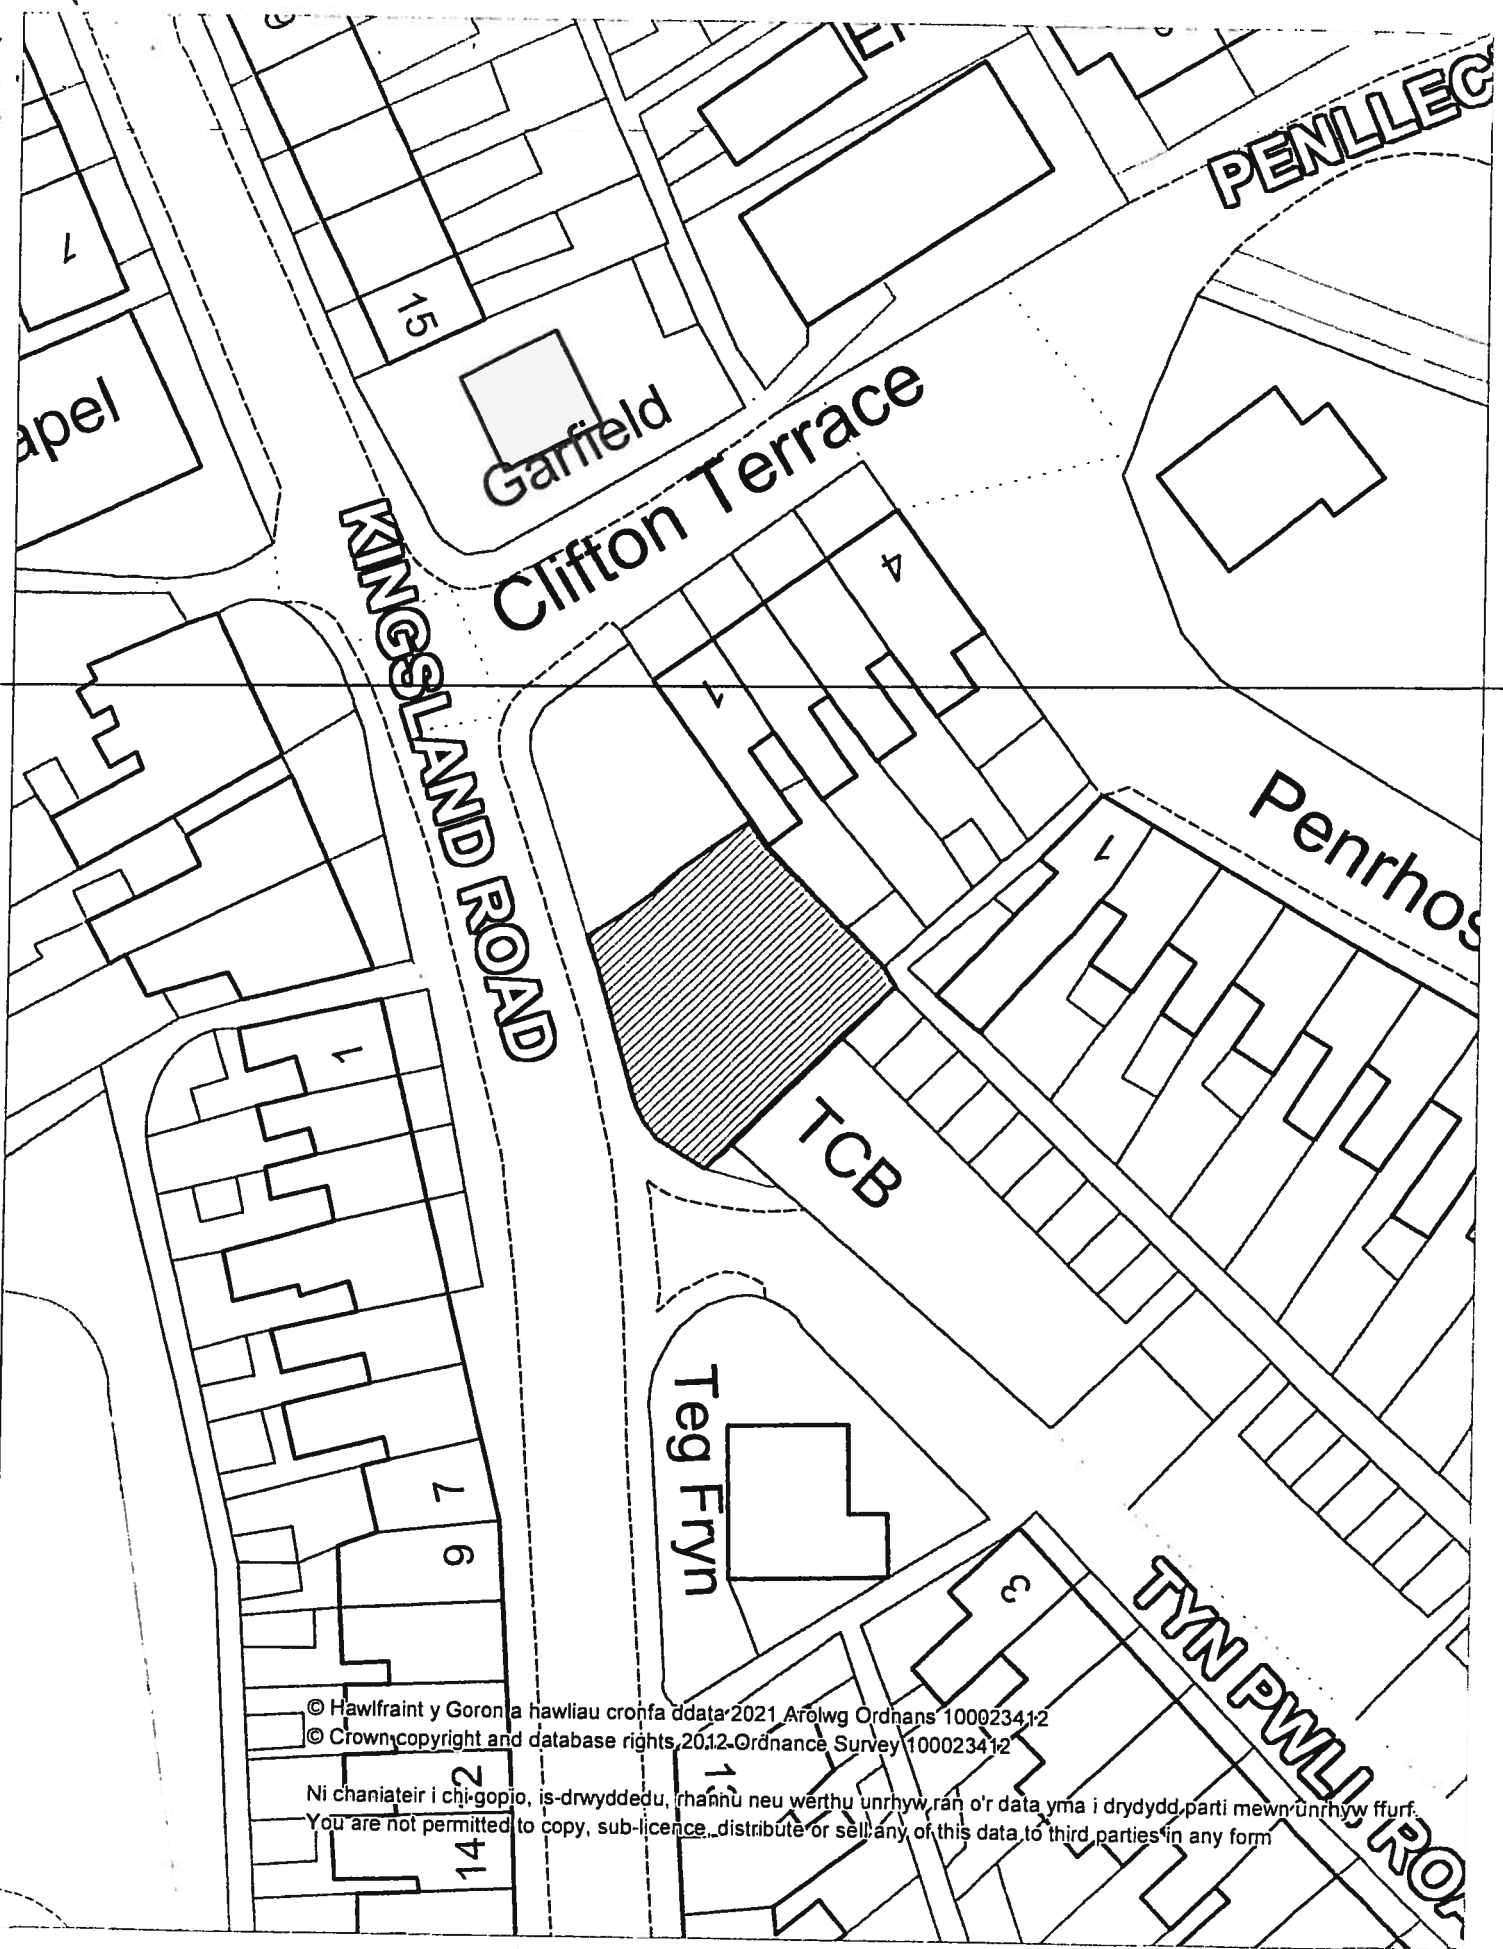 PENLLEC
1
15
apel
Garfield
Clifton Terrace
KINGSLAND ROAD
4
1
Penrhos
1
1
TCB
Teg Fryn
7
9
3
TYN PWLL ROA
© Hawlfraint y Goron a hawliau cronfa ddata 2021 Arolwg Ordnans 100023412
© Crown copyright and database rights 2012 Ordnance Survey 100023412
12
13
Ni chaniateir i chi gopio, is-drwyddedu, rhannu neu werthu unrhyw ran o'r data yma i drydydd parti mewn unrhyw ffurf.
You are not permitted to copy, sub-licence, distribute or sell any of this data to third parties in any form
14